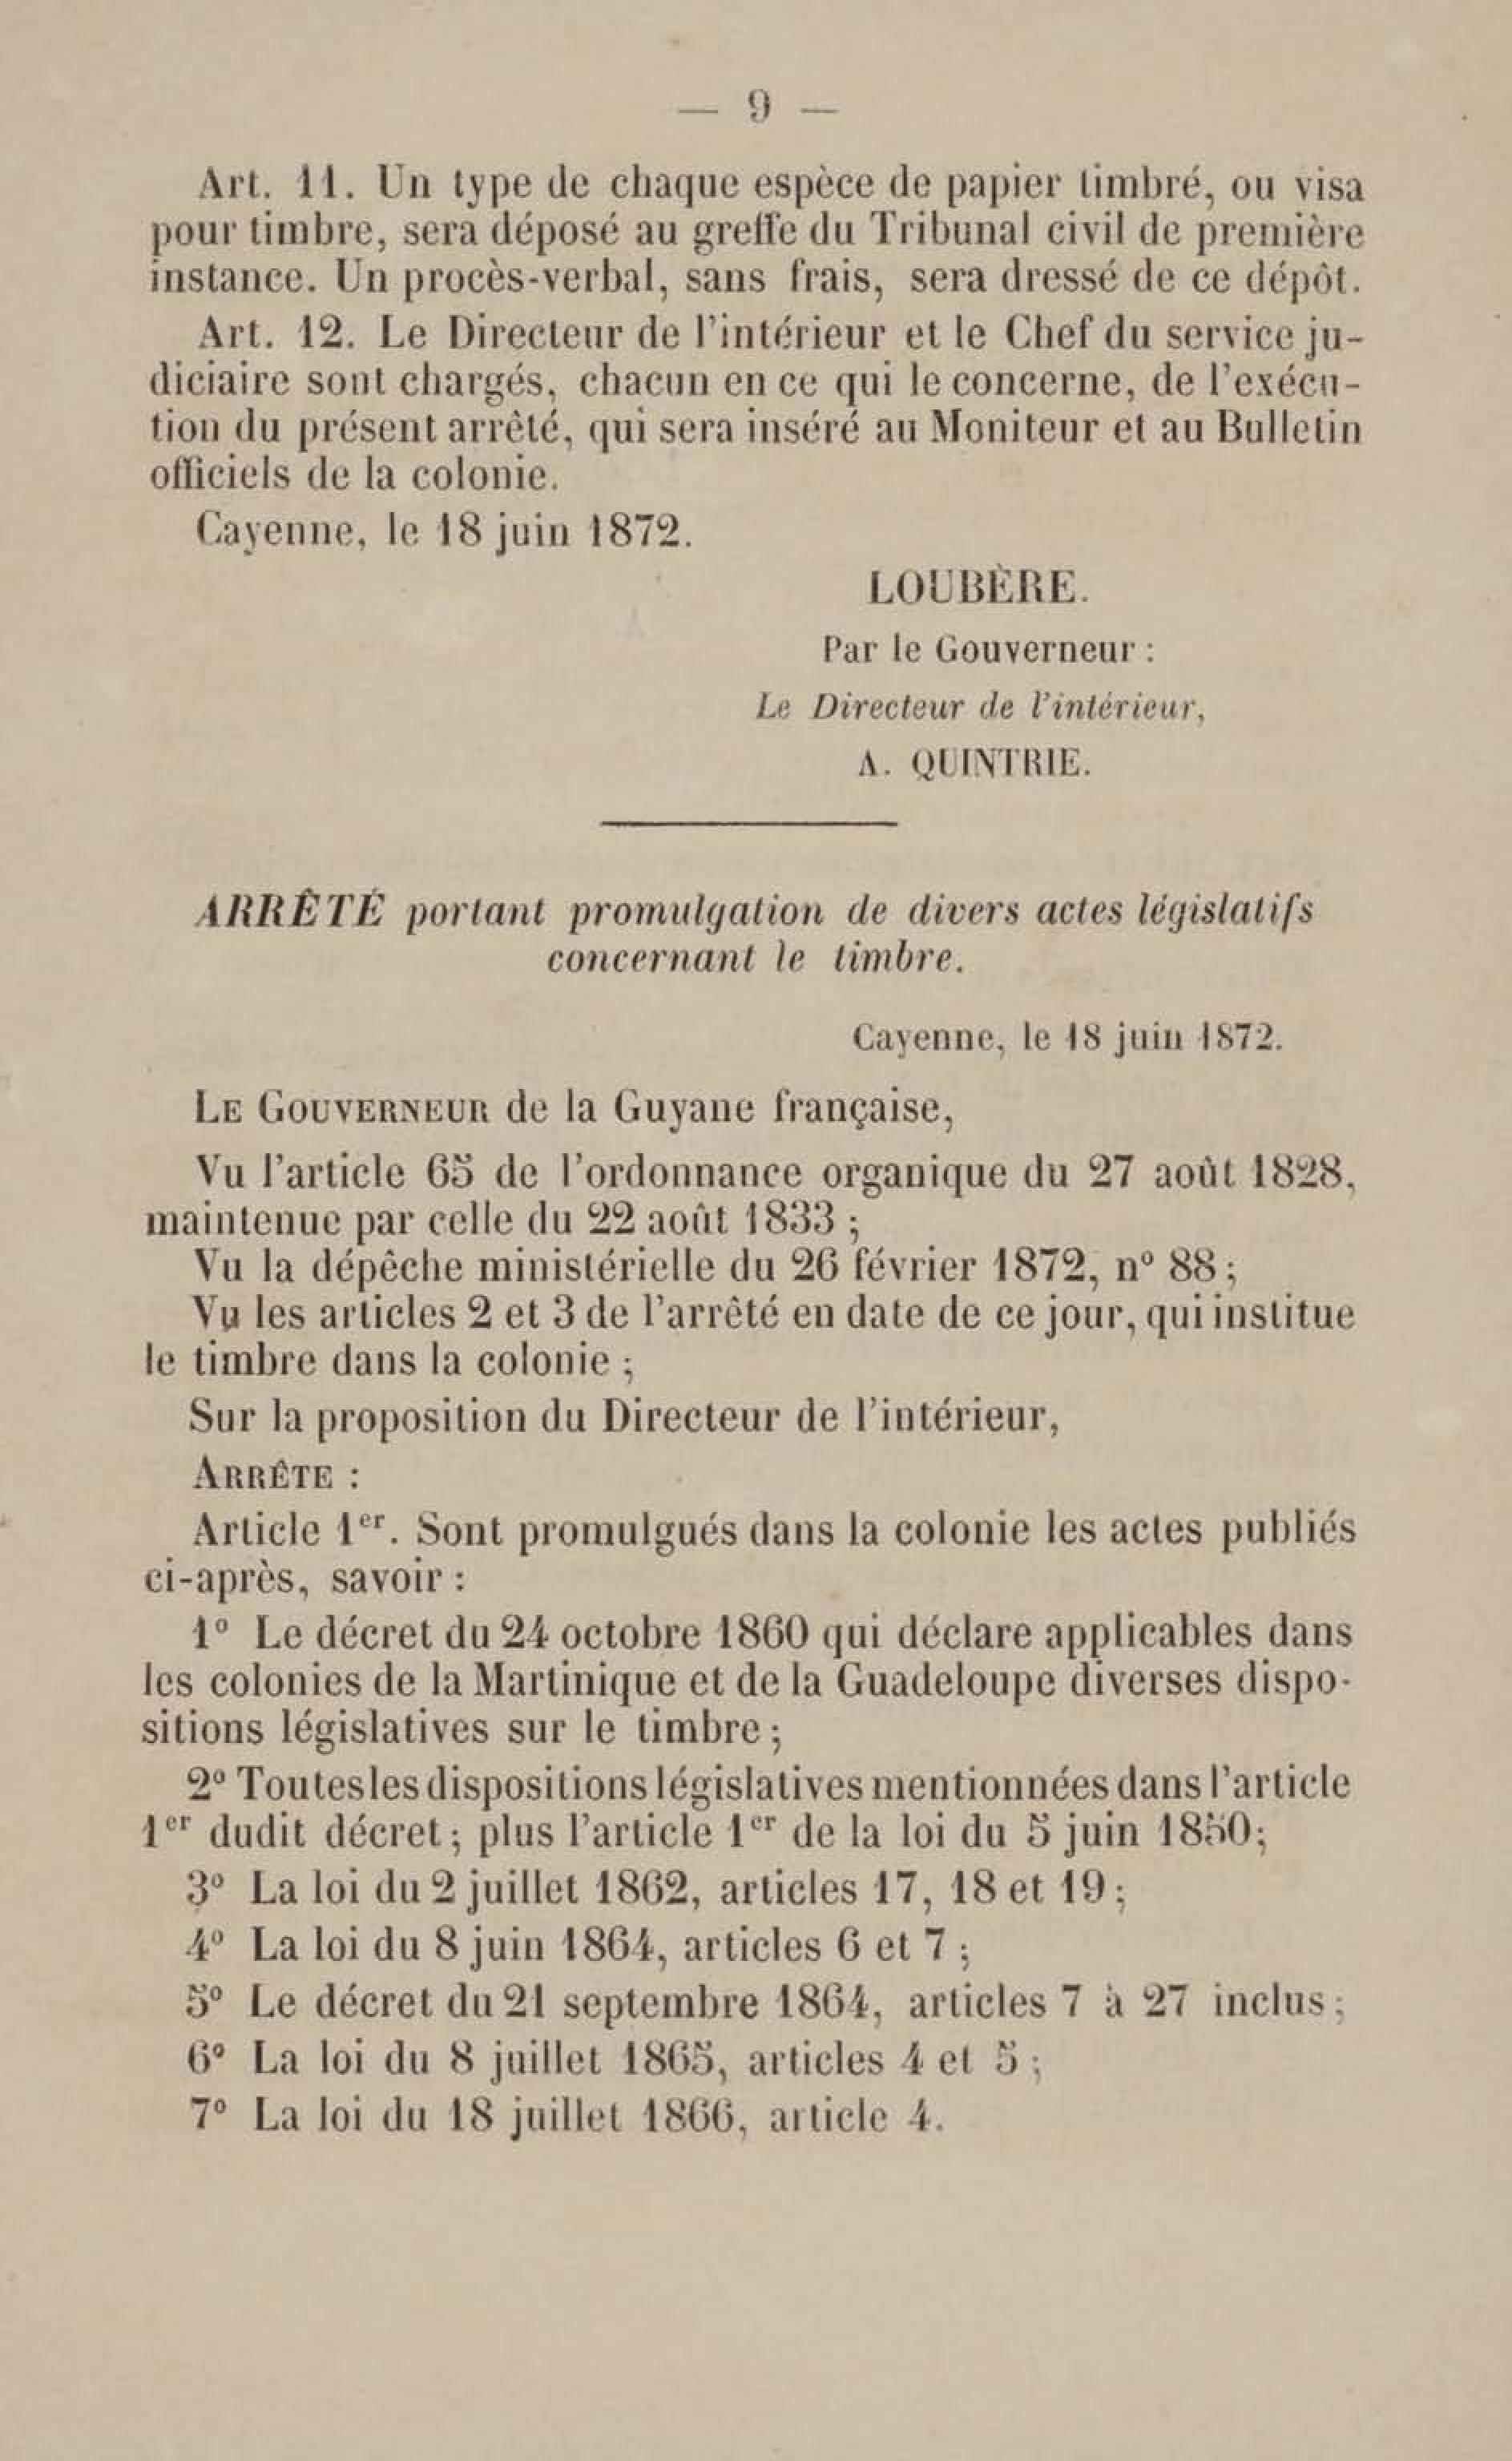 — 9 —
Art. 11. Un type de chaque espèce de papier timbré, ou visa
pour timbre, sera déposé au greffe du Tribunal civil de première
instance. Un procès-verbal, sans frais, sera dressé de ce dépôt.
Art. 12. Le Directeur de l'intérieur et le Chef du service ju-
diciaire sont chargés, chacun en ce qui le concerne, de l'exécu-
tion du présent arrêté, qui sera inséré au Moniteur et au Bulletin
officiels de la colonie.
Cayenne, le 18 juin 1872.
LOUBÈRE.
Par le Gouverneur :
Le Directeur de l'intérieur,
A. QUINTRIE.
ARRÊTÉ portant promulgation de divers actes législatifs
concernant le timbre.
Cayenne, le 18 juin 1872.
LE GOUVERNEUR de la Guyane française,
Vu l'article 65 de l'ordonnance organique du 27 août 1828,
maintenue par celle du 22 août 1833 ;
Vu la dépêche ministérielle du 26 février 1872, n° 88 ;
Vu les articles 2 et 3 de l'arrêté en date de ce jour, qui institue
le timbre dans la colonie ;
Sur la proposition du Directeur de l'intérieur,
ARRÊTE :
Article 1er. Sont promulgués dans la colonie les actes publiés
ci-après, savoir :
1° Le décret du 24 octobre 1860 qui déclare applicables dans
les colonies de la Martinique et de la Guadeloupe diverses dispo-
sitions législatives sur le timbre ;
2° Toutes les dispositions législatives mentionnées dans l'article
1er dudit décret ; plus l'article 1er de la loi du 5 juin 1850;
3° La loi du 2 juillet 1862, articles 17, 18 et 19 ;
4° La loi du 8 juin 1864, articles 6 et 7 ;
5° Le décret du 21 septembre 1864, articles 7 à 27 inclus ;
6° La loi du 8 juillet 1865, articles 4 et 5 ;
7° La loi du 18 juillet 1866, article 4.